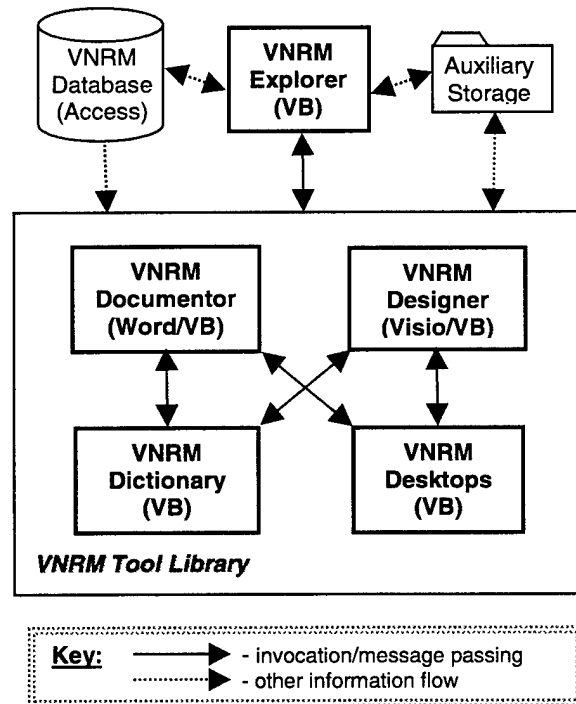 VNRM
Database
(Access)
VNRM
Explorer
(VB)
Auxiliary
Storage
VNRM
Documentor
(Word/VB)
VNRM
Designer
(Visio/VB)
VNRM
Dictionary
(VB)
VNRM
Desktops
(VB)
VNRM Tool Library
Key:
- invocation/message passing
- other information flow